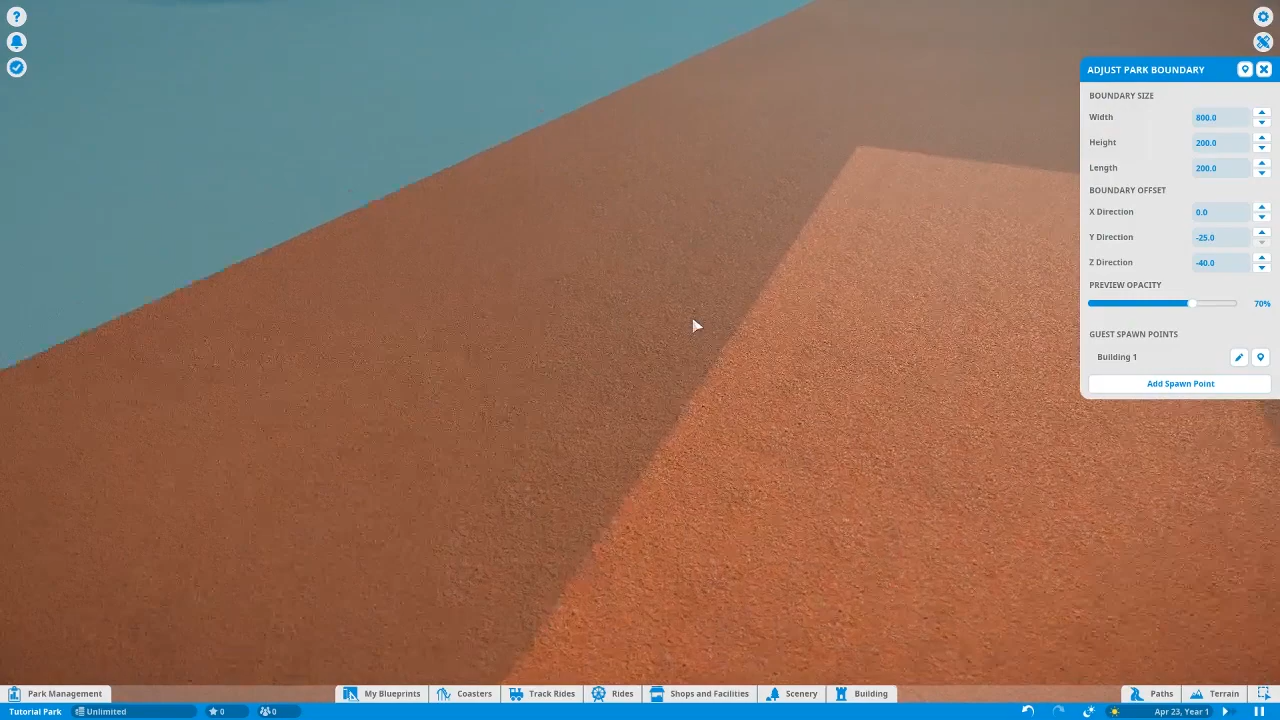 ADJUST PARK BOUNDARY
BOUNDARY SIZE
Width 800.0
Height 200.0
Length 200.0
BOUNDARY OFFSET
X Direction 0.0
Y Direction -25.0
Z Direction -40.0
PREVIEW OPACITY
70%
GUEST SPAWN POINTS
Building 1
Add Spawn Point
Park Management My Blueprints Coasters Track Rides Rides Shops and Facilities Scenery Building Paths Terrain
Tutorial Park Unlimited 0 0 Apr 23, Year 1